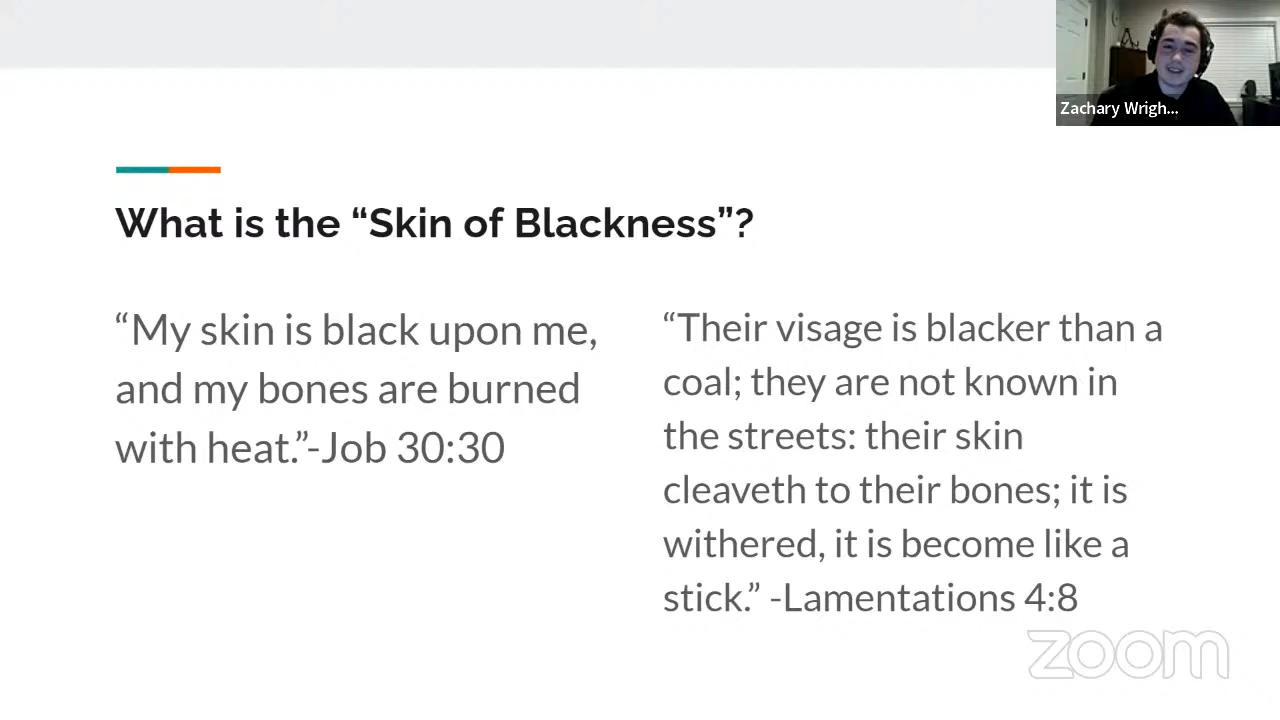 Zachary Wrigh...
What is the “Skin of Blackness”?
“My skin is black upon me,
and my bones are burned
with heat.”-Job 30:30
“Their visage is blacker than a
coal; they are not known in
the streets: their skin
cleaveth to their bones; it is
withered, it is become like a
stick.” -Lamentations 4:8
zoom